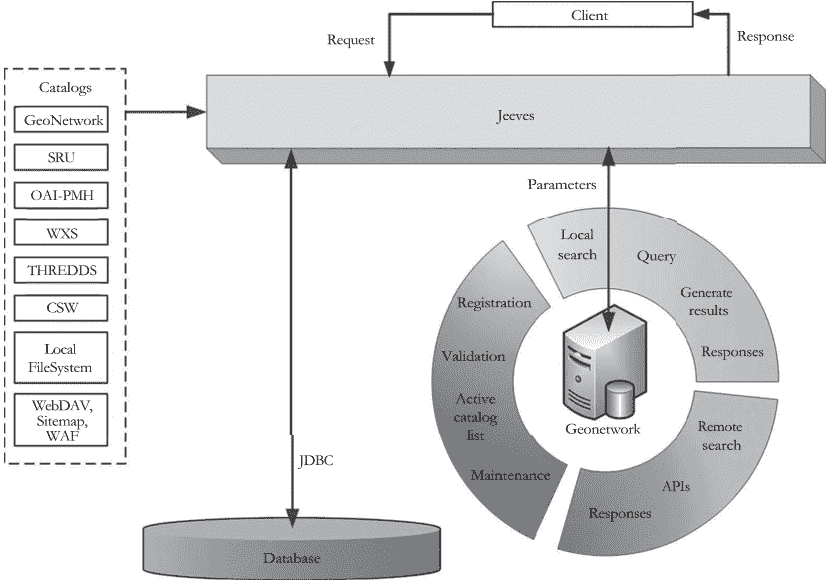 Client
Request
Response
Catalogs
GeoNetwork
SRU
OAI-PMH
WXS
THREDDS
CSW
Local
FileSystem
WebDAV,
Sitemap,
WAF
Jeeves
Parameters
Local
search
Query
Generate
results
Responses
Registration
Validation
Active
catalog
list
Maintenance
Geonetwork
Remote
search
APIs
Responses
JDBC
Database